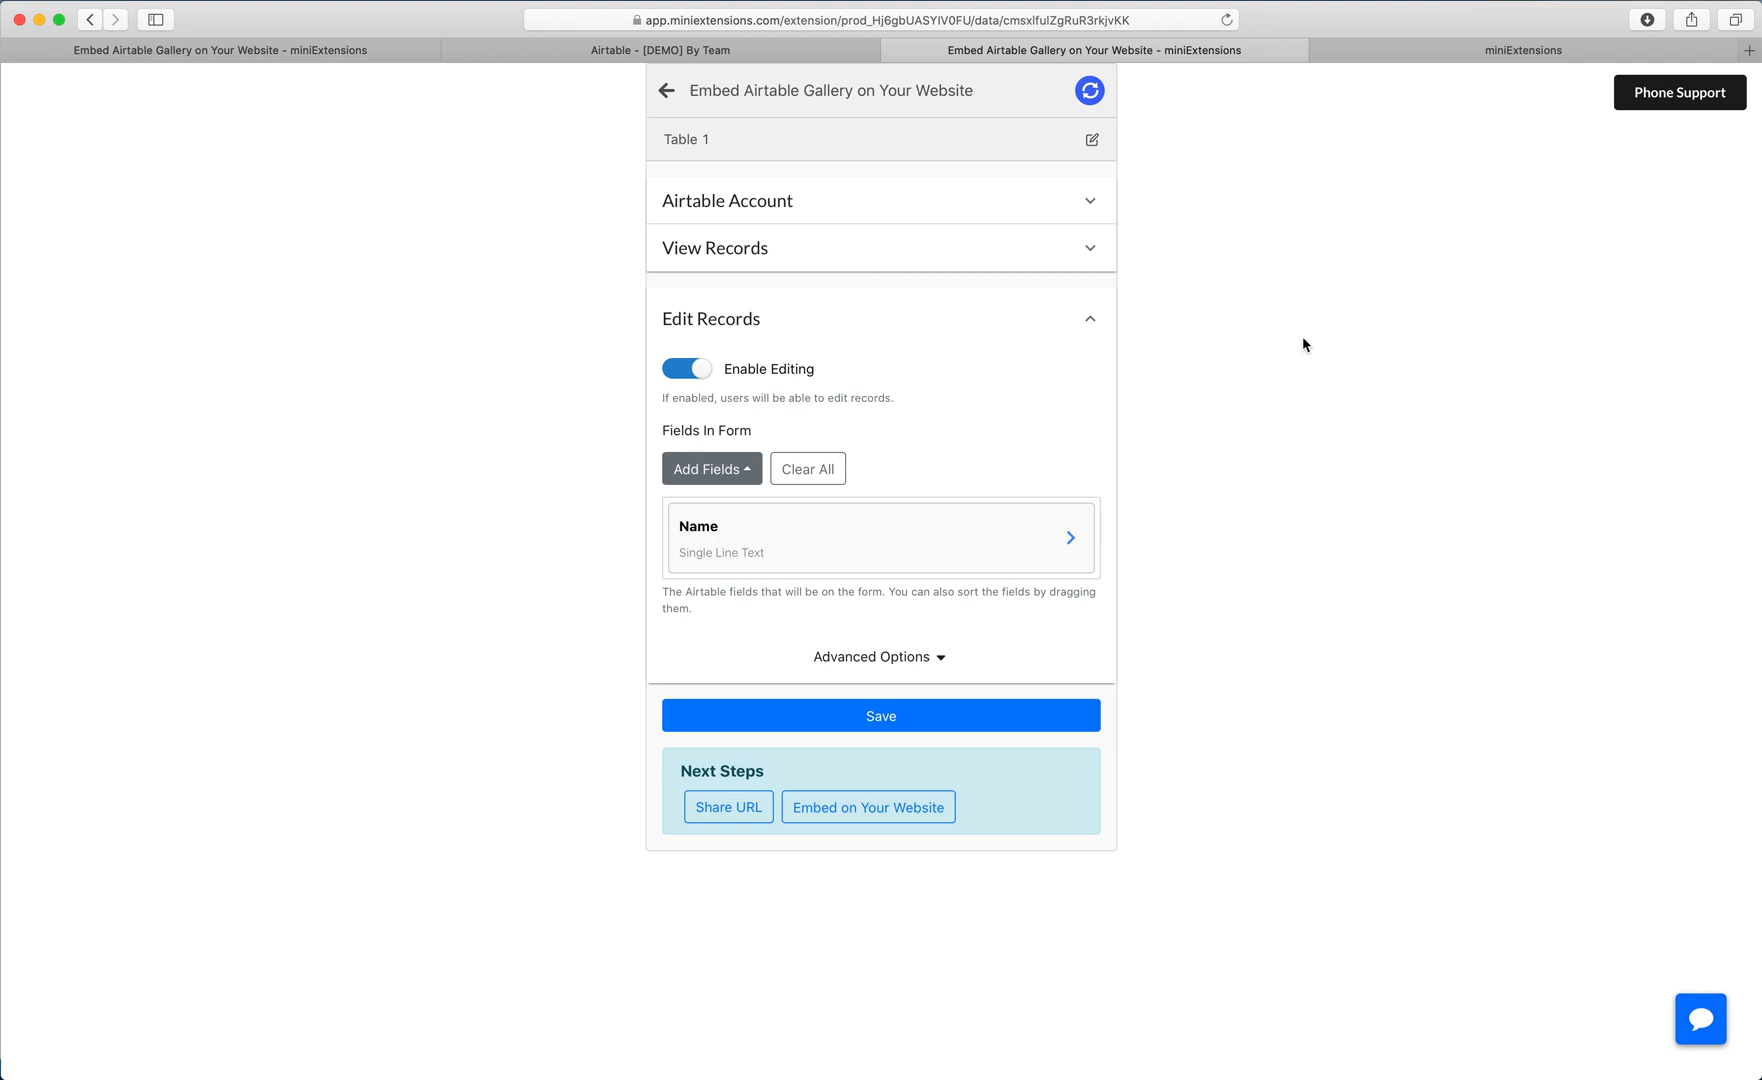 app.miniextensions.com/extension/prod_Hj6gbUASYIV0FU/data/cmsxlfulZgRuR3rkjvKK
Embed Airtable Gallery on Your Website - miniExtensions
Airtable - [DEMO] By Team
Embed Airtable Gallery on Your Website - miniExtensions
miniExtensions
Embed Airtable Gallery on Your Website
Phone Support
Table 1
Airtable Account
View Records
Edit Records
Enable Editing
If enabled, users will be able to edit records.
Fields In Form
Add Fields
Clear All
Name
Single Line Text
The Airtable fields that will be on the form. You can also sort the fields by dragging
them.
Advanced Options
Save
Next Steps
Share URL
Embed on Your Website